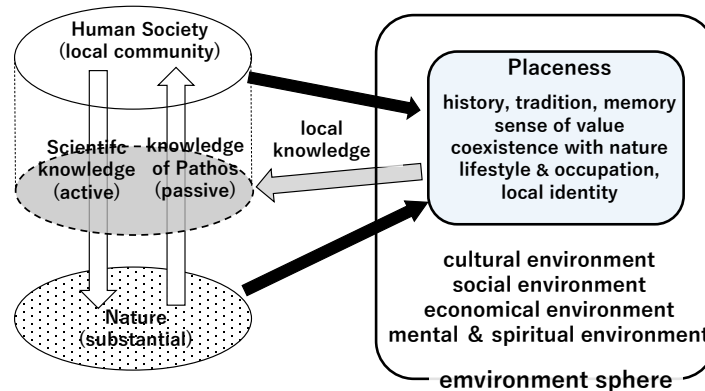 Human Society
(local community)
Scientifc
knowledge
(active)
knowledge
of Pathos
(passive)
Nature
(substantial)
local
knowledge
Placeness
history, tradition, memory
sense of value
coexistence with nature
lifestyle & occupation,
local identity
cultural environment
social environment
economical environment
mental & spiritual environment
emvironment sphere